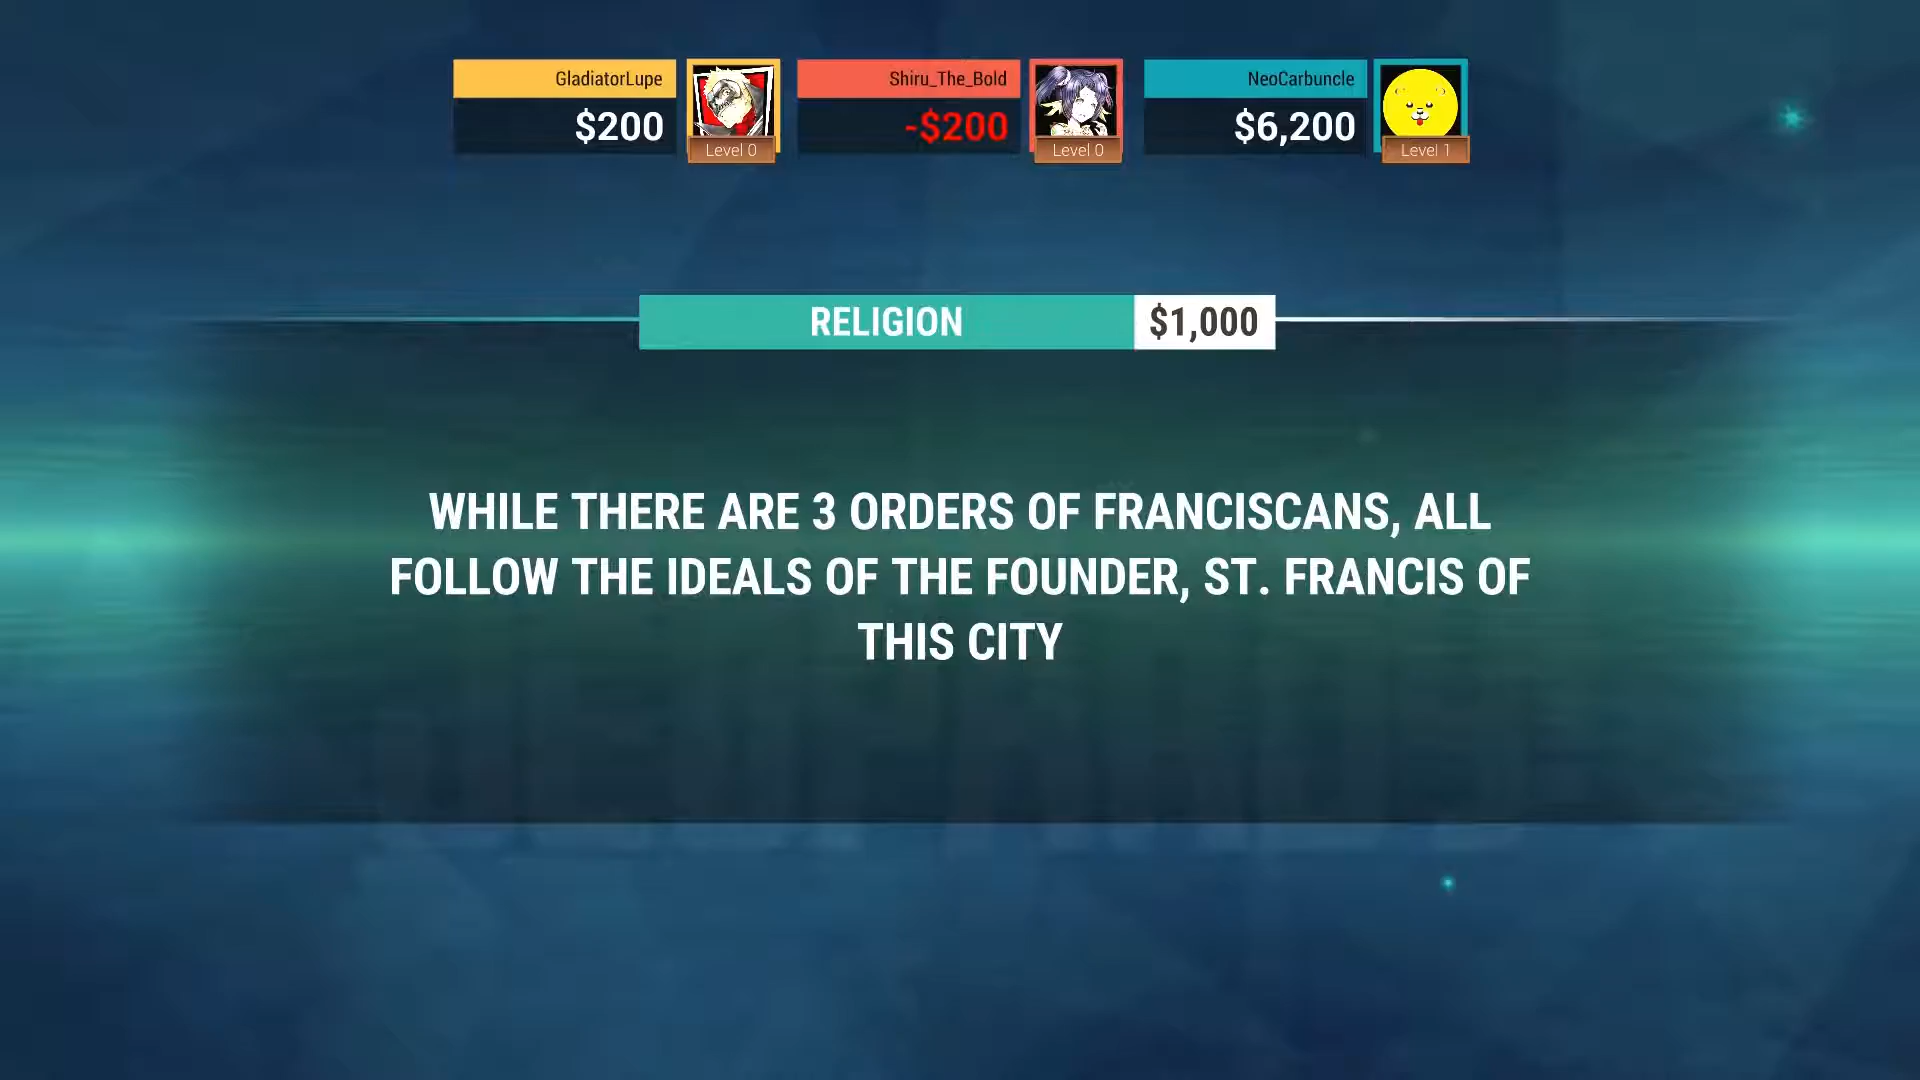 GladiatorLupe
$200
Level 0
Shiru_The_Bold
-$200
Level 0
NeoCarbuncle
$6,200
Level 1
RELIGION $1,000
WHILE THERE ARE 3 ORDERS OF FRANCISCANS, ALL
FOLLOW THE IDEALS OF THE FOUNDER, ST. FRANCIS OF
THIS CITY